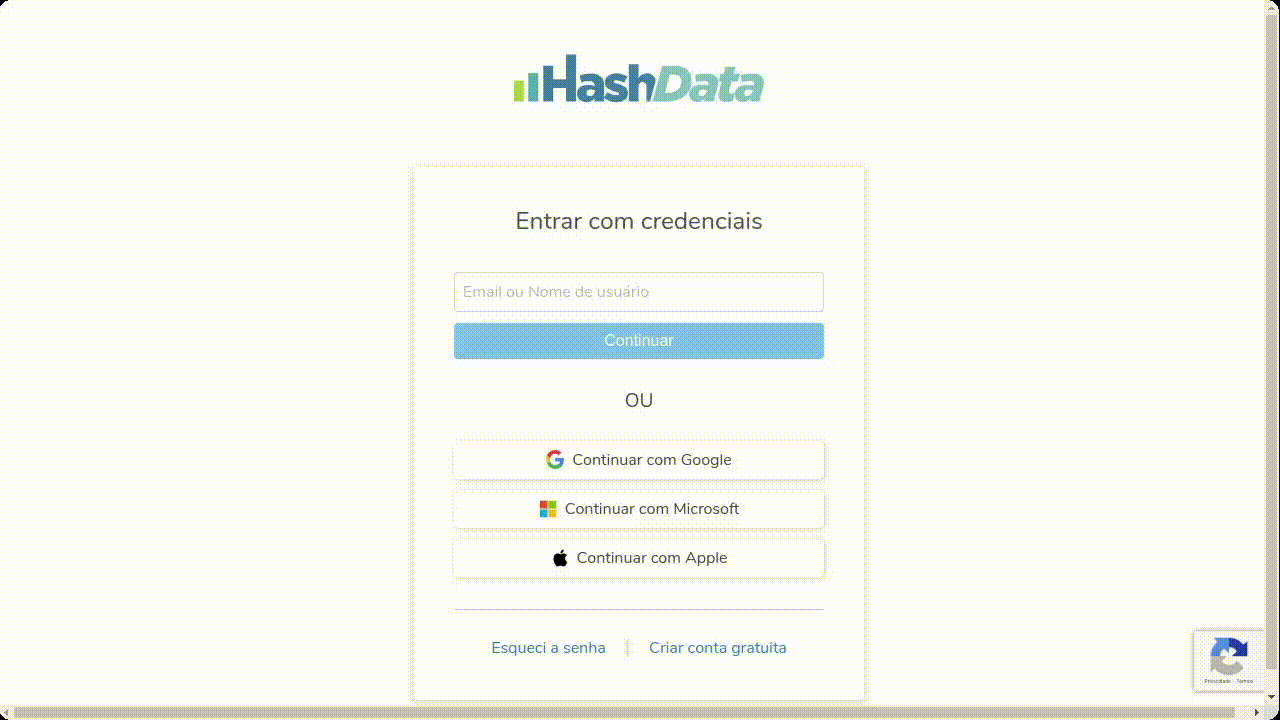 HashData
Entrar com credenciais
Email ou Nome de usuário
Continuar
OU
Continuar com Google
Continuar com Microsoft
Continuar com Apple
Esqueci a senha | Criar conta gratuita
Privacidade - Termos